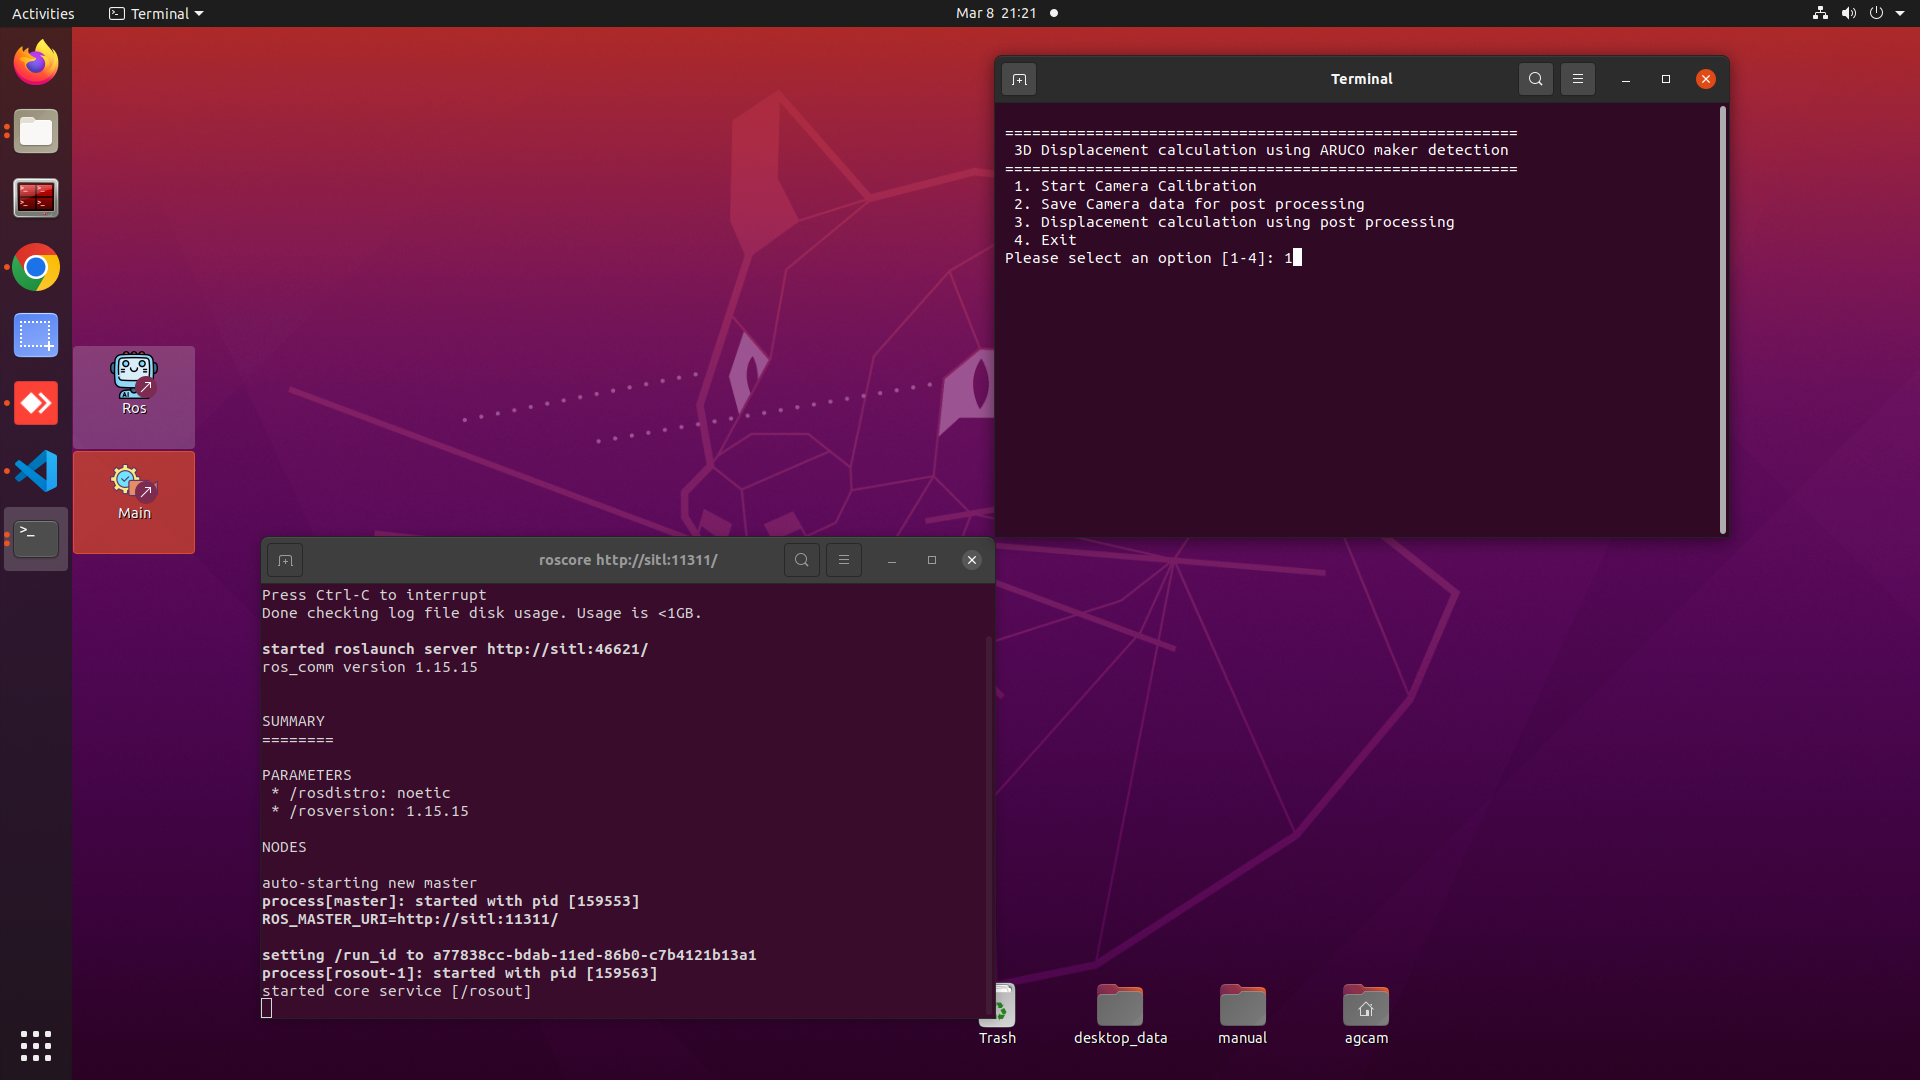 Activities
Terminal
Mar 8 21:21
Terminal
=========================================================
3D Displacement calculation using ARUCO maker detection
=========================================================
1. Start Camera Calibration
2. Save Camera data for post processing
3. Displacement calculation using post processing
4. Exit
Please select an option [1-4]: 1
Ros
Main
roscore http://sitl:11311/
Press Ctrl-C to interrupt
Done checking log file disk usage. Usage is <1GB.
started roslaunch server http://sitl:46621/
ros_comm version 1.15.15
SUMMARY
========
PARAMETERS
* /rosdistro: noetic
* /rosversion: 1.15.15
NODES
auto-starting new master
process[master]: started with pid [159553]
ROS_MASTER_URI=http://sitl:11311/
setting /run_id to a77838cc-bdab-11ed-86b0-c7b4121b13a1
process[rosout-1]: started with pid [159563]
started core service [/rosout]
Trash
desktop_data
manual
agcam